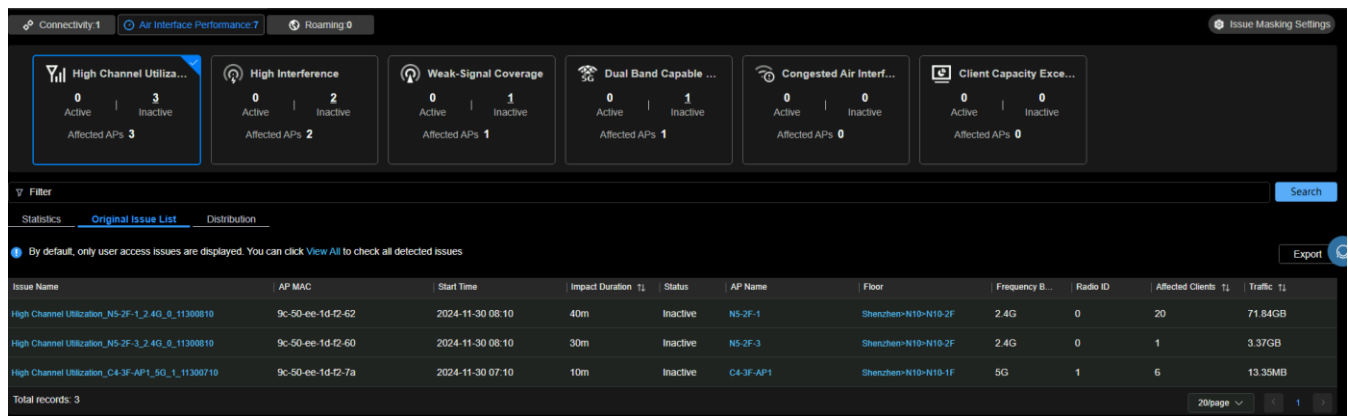 Connectivity:1 Air Interface Performance:7 Roaming:0 Issue Masking Settings
High Channel Utiliza... High Interference Weak-Signal Coverage Dual Band Capable ... Congested Air Interf... Client Capacity Exce...
0 3 0 2 0 1 0 1 0 0 0 0
Active Inactive Active Inactive Active Inactive Active Inactive Active Inactive Active Inactive
Affected APs 3 Affected APs 2 Affected APs 1 Affected APs 1 Affected APs 0 Affected APs 0
Filter Search
Statistics Original Issue List Distribution
By default, only user access issues are displayed. You can click View All to check all detected issues Export
Issue Name AP MAC Start Time Impact Duration Status AP Name Floor Frequency B... Radio ID Affected Clients Traffic
High Channel Utilization_N5-2F-1_2.4G_0_11300810 9c-50-ee-1d-f2-62 2024-11-30 08:10 40m Inactive N5-2F-1 Shenzhen>N10>N10-2F 2.4G 0 20 71.84GB
High Channel Utilization_N5-2F-3_2.4G_0_11300810 9c-50-ee-1d-f2-60 2024-11-30 08:10 30m Inactive N5-2F-3 Shenzhen>N10>N10-2F 2.4G 0 1 3.37GB
High Channel Utilization_C4-3F-AP1_5G_1_11300710 9c-50-ee-1d-f2-7a 2024-11-30 07:10 10m Inactive C4-3F-AP1 Shenzhen>N10>N10-1F 5G 1 6 13.35MB
Total records: 3 20/page < 1 >